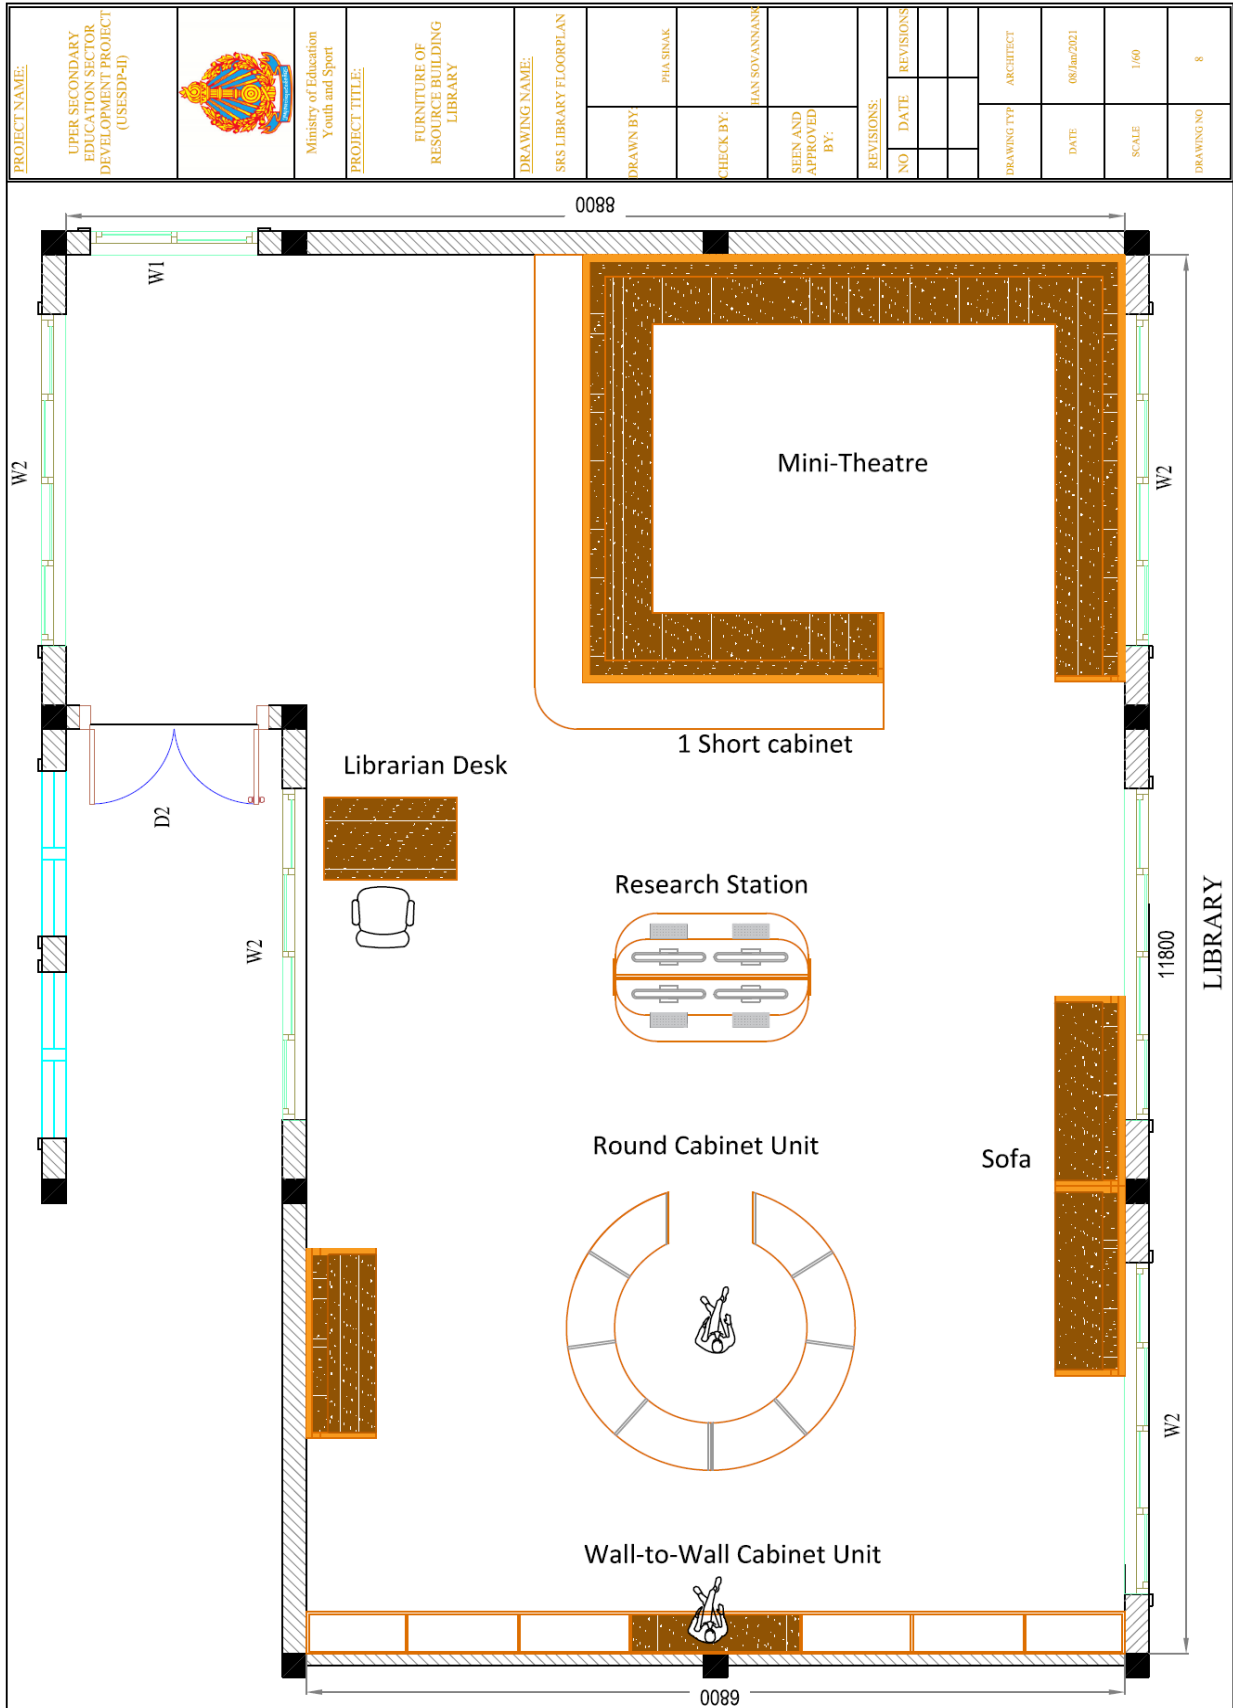 PROJECT NAME:
UPER SECONDARY
EDUCATION SECTOR
DEVELOPMENT PROJECT
(USESDP-II)
Ministry of Education
Youth and Sport
PROJECT TITLE:
FURNITURE OF
RESOURCE BUILDING
LIBRARY
DRAWING NAME:
SRS LIBRARY FLOORPLAN
DRAWN BY:
PHA SINAK
CHECK BY:
HAN SOVANNANK
SEEN AND
APPROVED
BY:
REVISIONS:
NO DATE REVISIONS
DRAWING TYP
ARCHITECT
DATE
08/Jan/2021
SCALE
1/60
DRAWING NO
8
8800
W1
W2
Mini-Theatre
W2
1 Short cabinet
Librarian Desk
D2
Research Station
W2
11800
LIBRARY
Round Cabinet Unit
Sofa
W2
Wall-to-Wall Cabinet Unit
6800